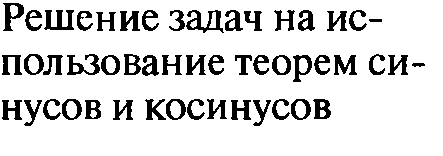 Решение задач на ис-
пользование теорем си-
нусов и косинусов